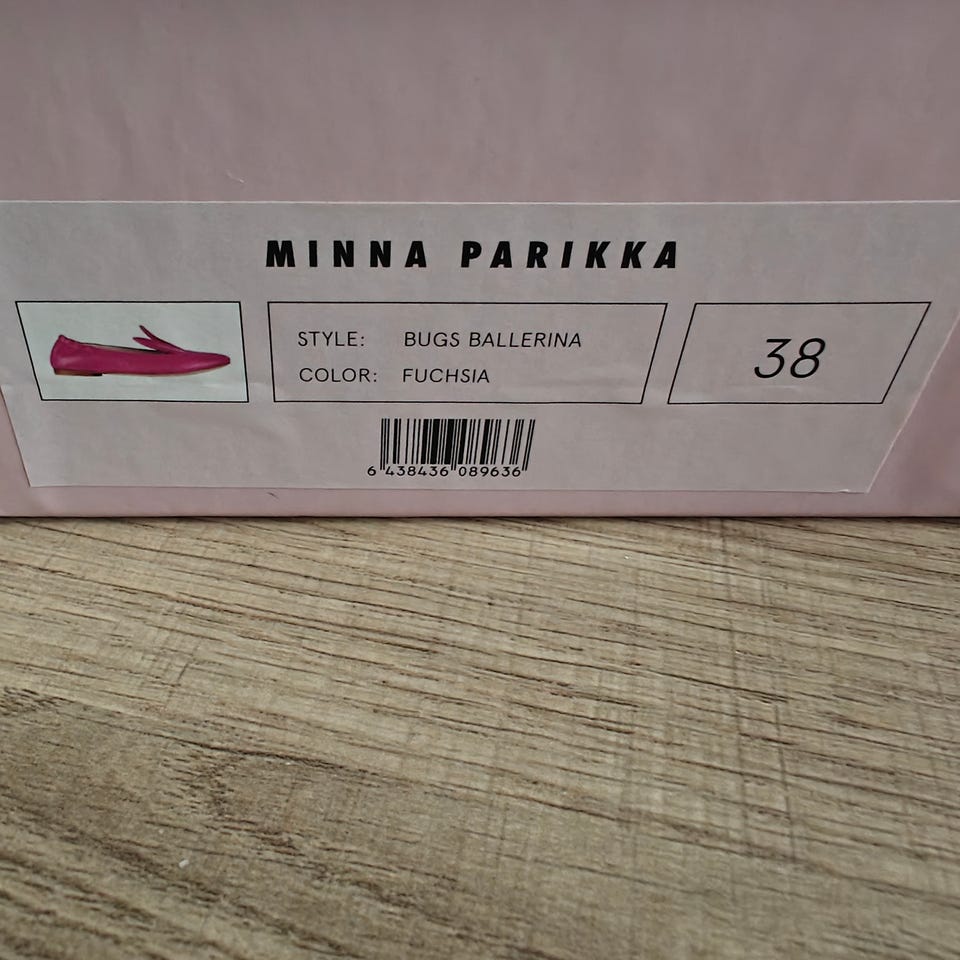 MINNA PARIKKA
STYLE: BUGS BALLERINA
COLOR: FUCHSIA
38
6 438436 089636